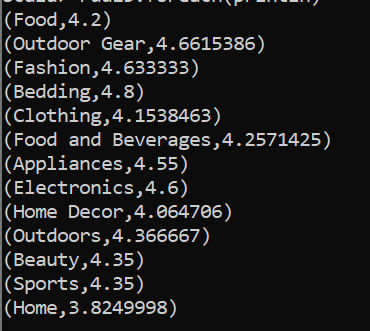 (Food,4.2)
(Outdoor Gear,4.6615386)
(Fashion,4.633333)
(Bedding,4.8)
(Clothing,4.1538463)
(Food and Beverages,4.2571425)
(Appliances,4.55)
(Electronics,4.6)
(Home Decor,4.064706)
(Outdoors,4.366667)
(Beauty,4.35)
(Sports,4.35)
(Home,3.8249998)